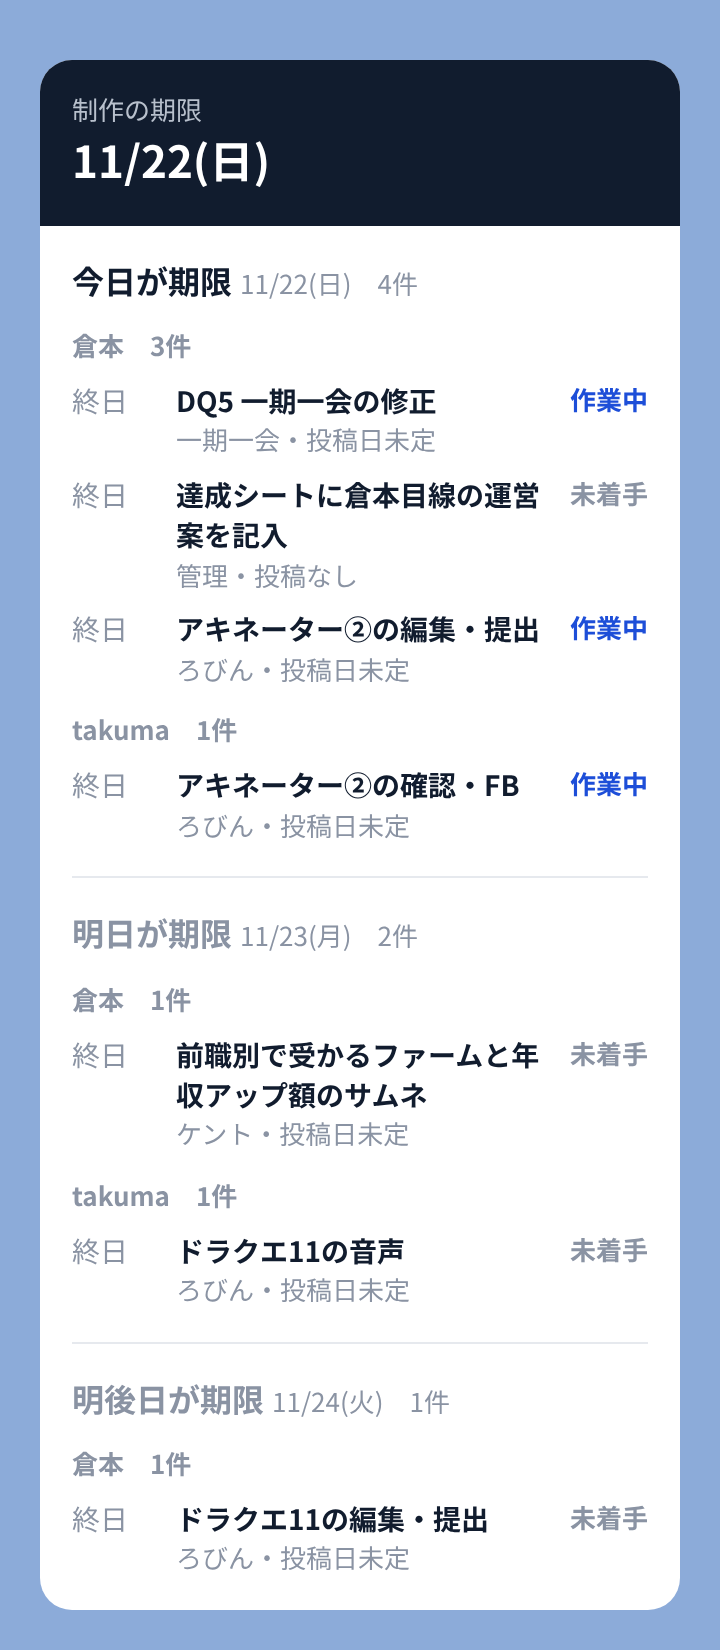 制作の期限
11/22(日)
今日が期限 11/22(日) 4件
倉本 3件
終日 DQ5 一期一会の修正 作業中
一期一会・投稿日未定
終日 達成シートに倉本目線の運営 未着手
案を記入
管理・投稿なし
終日 アキネーター②の編集・提出 作業中
ろびん・投稿日未定
takuma 1件
終日 アキネーター②の確認・FB 作業中
ろびん・投稿日未定
明日が期限 11/23(月) 2件
倉本 1件
終日 前職別で受かるファームと年 未着手
収アップ額のサムネ
ケント・投稿日未定
takuma 1件
終日 ドラクエ11の音声 未着手
ろびん・投稿日未定
明後日が期限 11/24(火) 1件
倉本 1件
終日 ドラクエ11の編集・提出 未着手
ろびん・投稿日未定